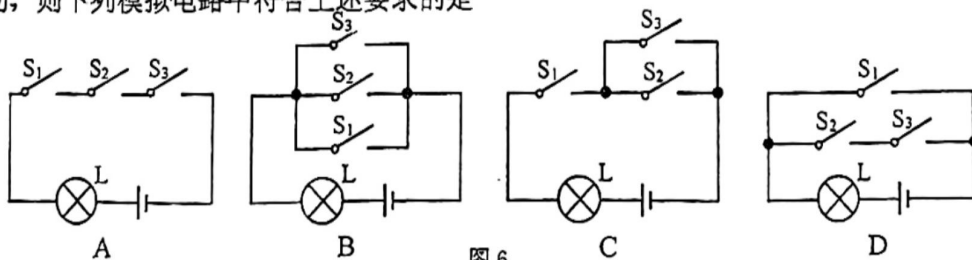 则下列模拟电路中符合上述要求的是
S₁ S₂ S₃ L A
S₃ S₂ S₁ L B
S₁ S₃ S₂ L C
S₁ S₂ S₃ L D
图6